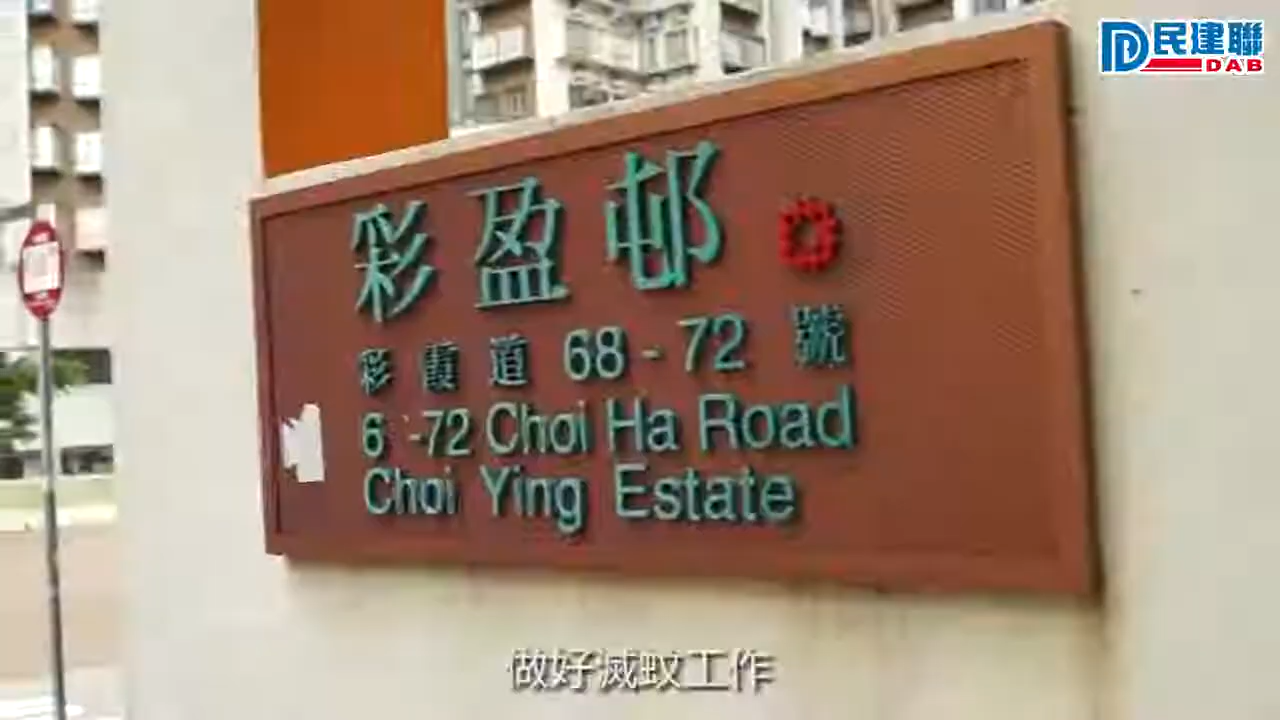 民建聯
DAB
彩盈邨
彩霞道 68 - 72 號
6 -72 Choi Ha Road
Choi Ying Estate
做好滅蚊工作